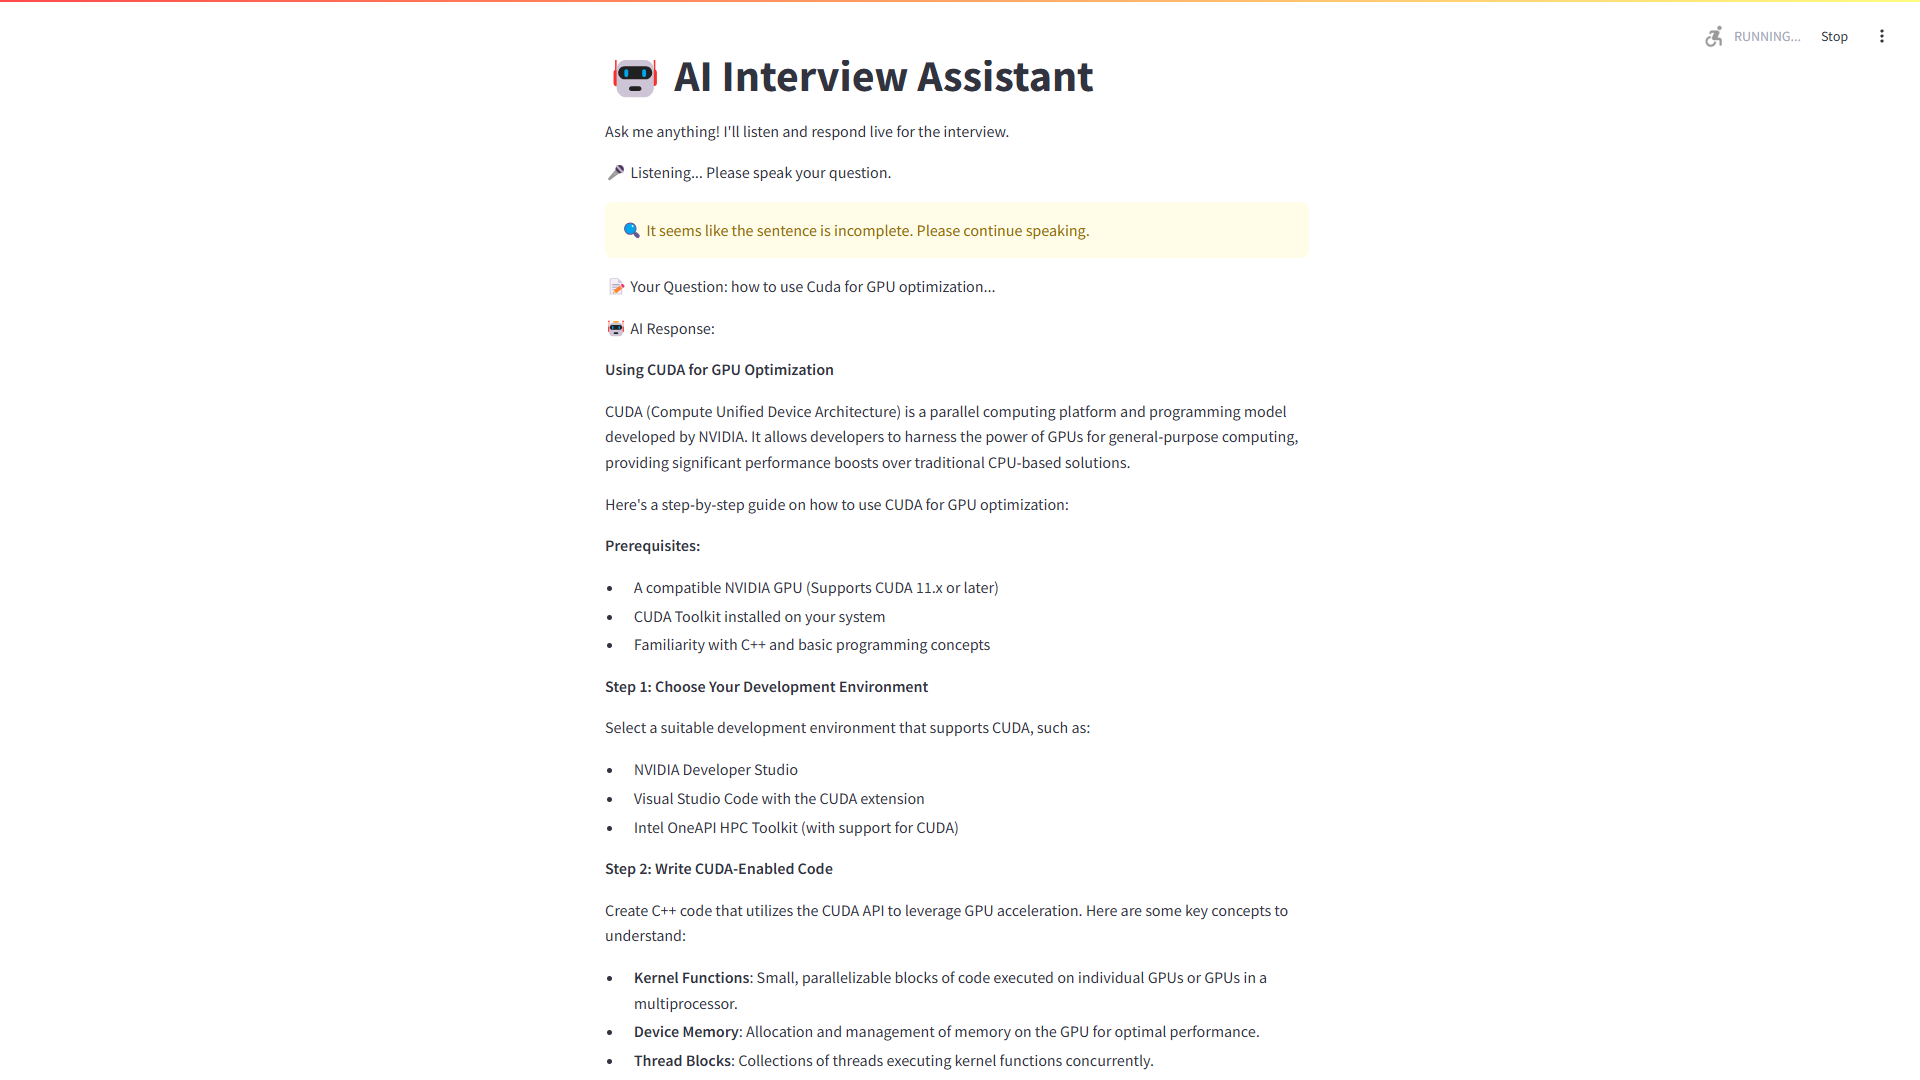 RUNNING...
Stop
AI Interview Assistant
Ask me anything! I'll listen and respond live for the interview.
Listening... Please speak your question.
It seems like the sentence is incomplete. Please continue speaking.
Your Question: how to use Cuda for GPU optimization...
AI Response:
Using CUDA for GPU Optimization
CUDA (Compute Unified Device Architecture) is a parallel computing platform and programming model
developed by NVIDIA. It allows developers to harness the power of GPUs for general-purpose computing,
providing significant performance boosts over traditional CPU-based solutions.
Here's a step-by-step guide on how to use CUDA for GPU optimization:
Prerequisites:
• A compatible NVIDIA GPU (Supports CUDA 11.x or later)
• CUDA Toolkit installed on your system
• Familiarity with C++ and basic programming concepts
Step 1: Choose Your Development Environment
Select a suitable development environment that supports CUDA, such as:
• NVIDIA Developer Studio
• Visual Studio Code with the CUDA extension
• Intel OneAPI HPC Toolkit (with support for CUDA)
Step 2: Write CUDA-Enabled Code
Create C++ code that utilizes the CUDA API to leverage GPU acceleration. Here are some key concepts to
understand:
• Kernel Functions: Small, parallelizable blocks of code executed on individual GPUs or GPUs in a
multiprocessor.
• Device Memory: Allocation and management of memory on the GPU for optimal performance.
• Thread Blocks: Collections of threads executing kernel functions concurrently.